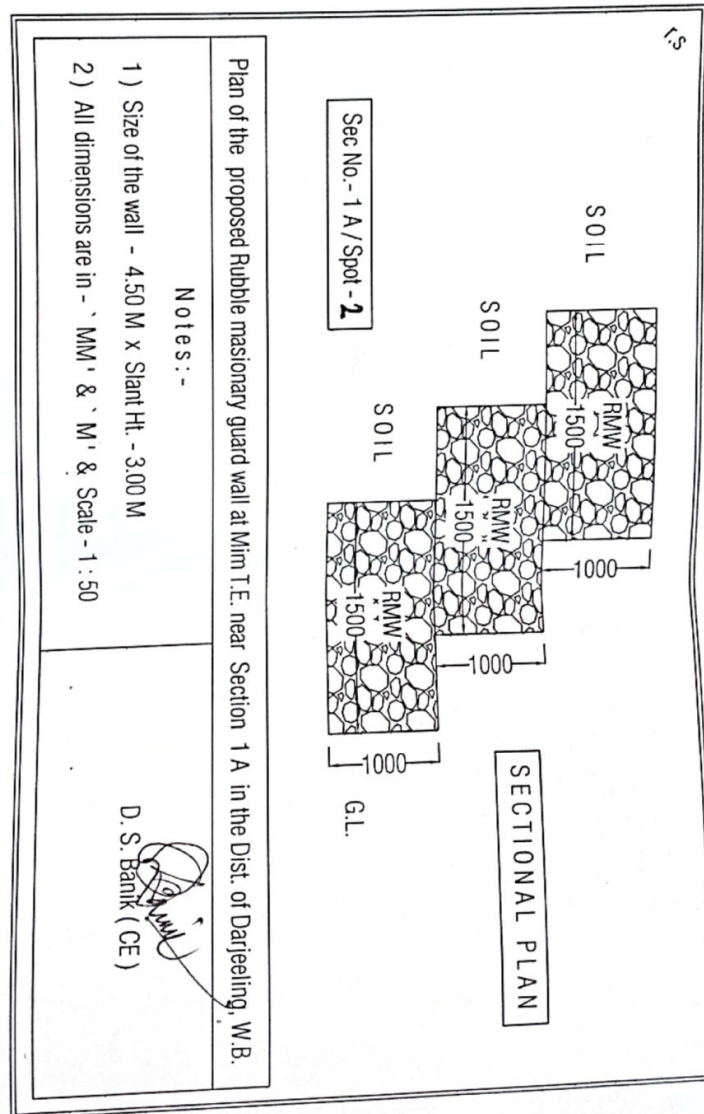 r.s
SECTIONAL PLAN
SOIL
RMW
1500
1000
SOIL
RMW
1500
1000
SOIL
RMW
1500
1000
G.L.
Sec No.- 1 A / Spot - 2
Plan of the proposed Rubble masionary guard wall at Mim T.E. near Section 1 A in the Dist. of Darjeeling, W.B.
Notes:-
1 ) Size of the wall - 4.50 M x Slant Ht. - 3.00 M
2 ) All dimensions are in - ` MM ' & ` M ' & Scale - 1 : 50
D. S. Banik ( CE )